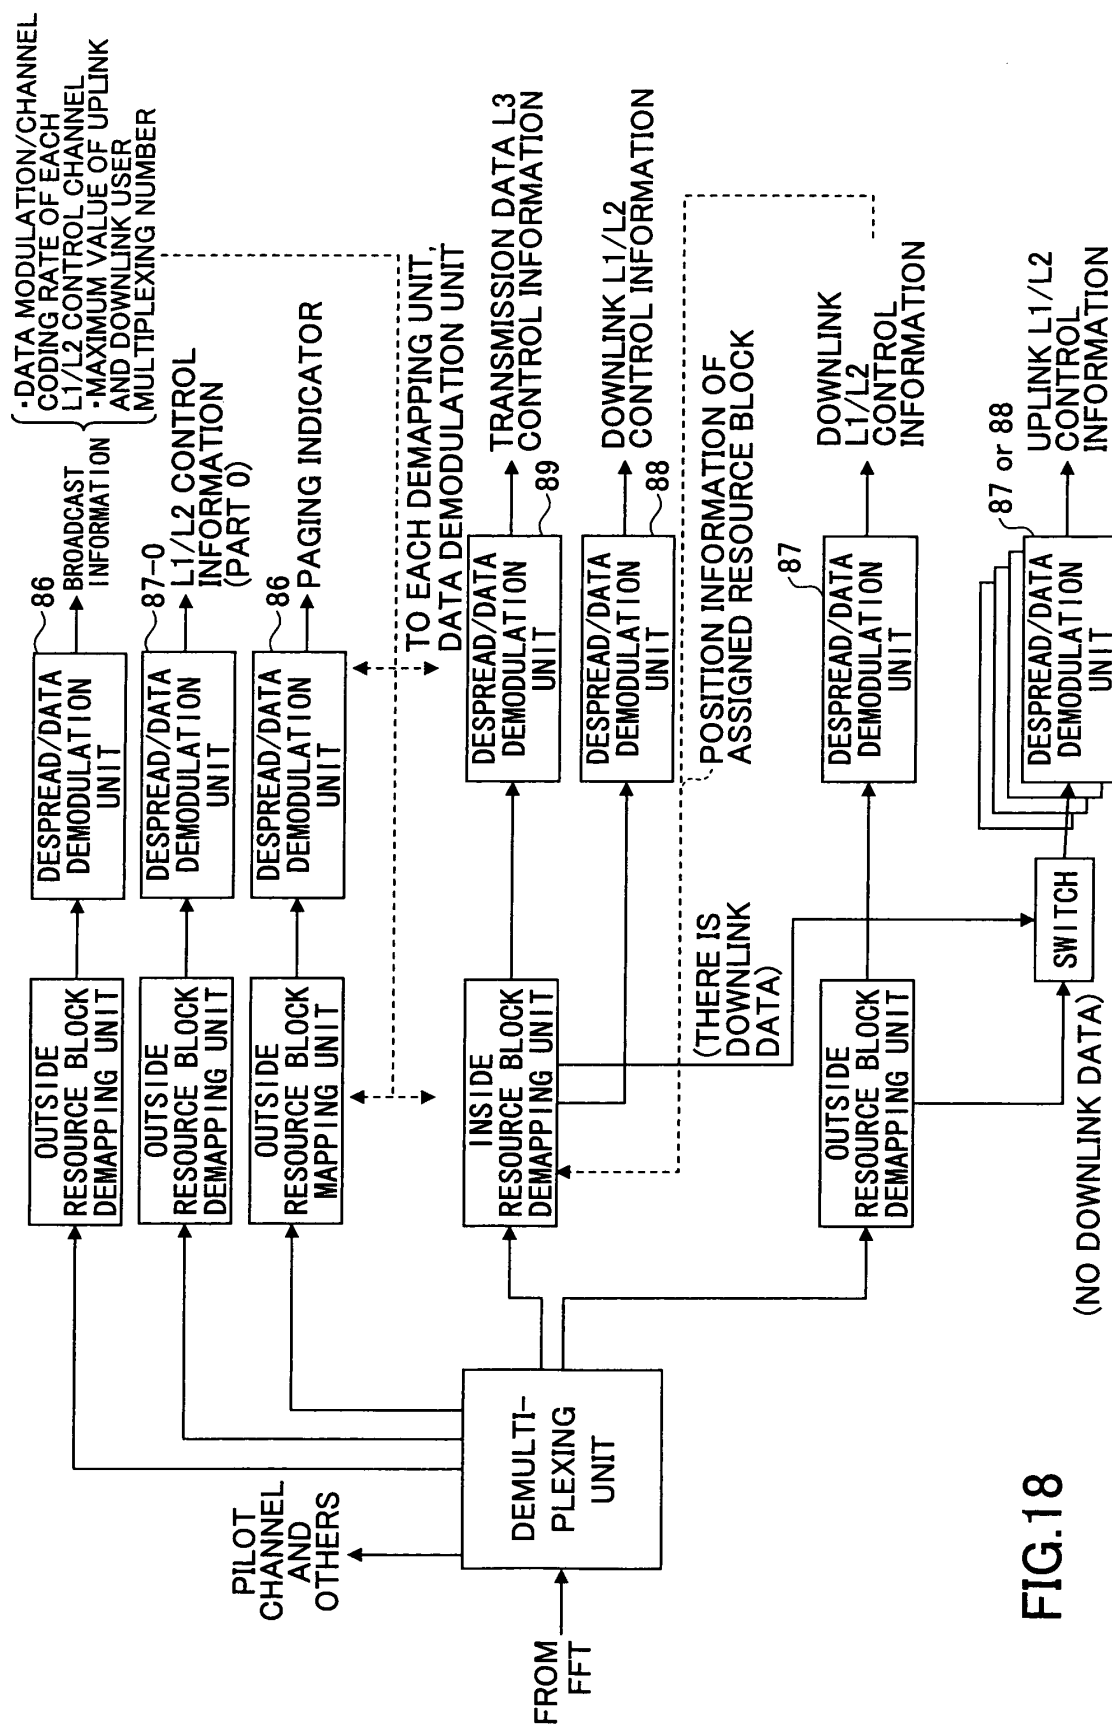 FROM
FFT
PILOT
CHANNEL
AND
OTHERS
DEMULTI-
PLEXING
UNIT
OUTSIDE
RESOURCE BLOCK
DEMAPPING UNIT
DESPREAD/DATA
DEMODULATION
UNIT
86
BROADCAST
INFORMATION
·DATA MODULATION/CHANNEL
CODING RATE OF EACH
L1/L2 CONTROL CHANNEL
·MAXIMUM VALUE OF UPLINK
AND DOWNLINK USER
MULTIPLEXING NUMBER
OUTSIDE
RESOURCE BLOCK
DEMAPPING UNIT
DESPREAD/DATA
DEMODULATION
UNIT
87-0
L1/L2 CONTROL
INFORMATION
(PART 0)
OUTSIDE
RESOURCE BLOCK
MAPPING UNIT
DESPREAD/DATA
DEMODULATION
UNIT
86
PAGING INDICATOR
TO EACH DEMAPPING UNIT,
DATA DEMODULATION UNIT
INSIDE
RESOURCE BLOCK
DEMAPPING UNIT
DESPREAD/DATA
DEMODULATION
UNIT
89
TRANSMISSION DATA L3
CONTROL INFORMATION
DESPREAD/DATA
DEMODULATION
UNIT
88
DOWNLINK L1/L2
CONTROL INFORMATION
POSITION INFORMATION OF
ASSIGNED RESOURCE BLOCK
(THERE IS
DOWNLINK
DATA)
OUTSIDE
RESOURCE BLOCK
DEMAPPING UNIT
87
DESPREAD/DATA
DEMODULATION
UNIT
DOWNLINK
L1/L2
CONTROL
INFORMATION
(NO DOWNLINK DATA)
SWITCH
87 or 88
DESPREAD/DATA
DEMODULATION
UNIT
UPLINK L1/L2
CONTROL
INFORMATION
FIG.18